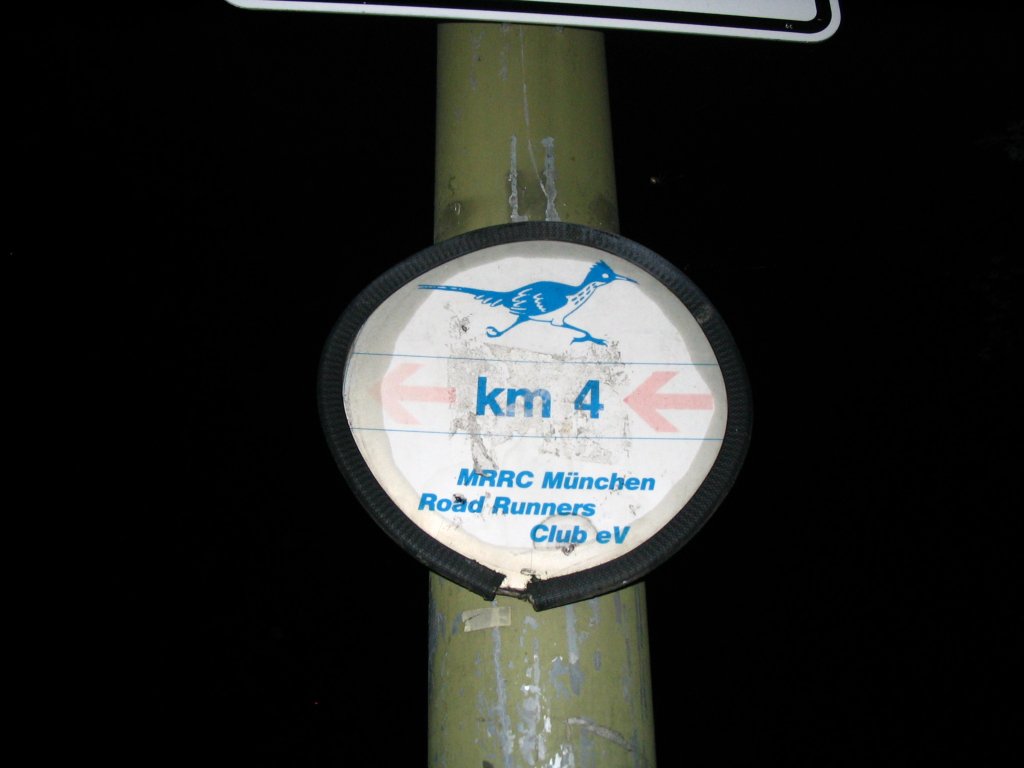 km 4
MRRC München
Road Runners
Club eV